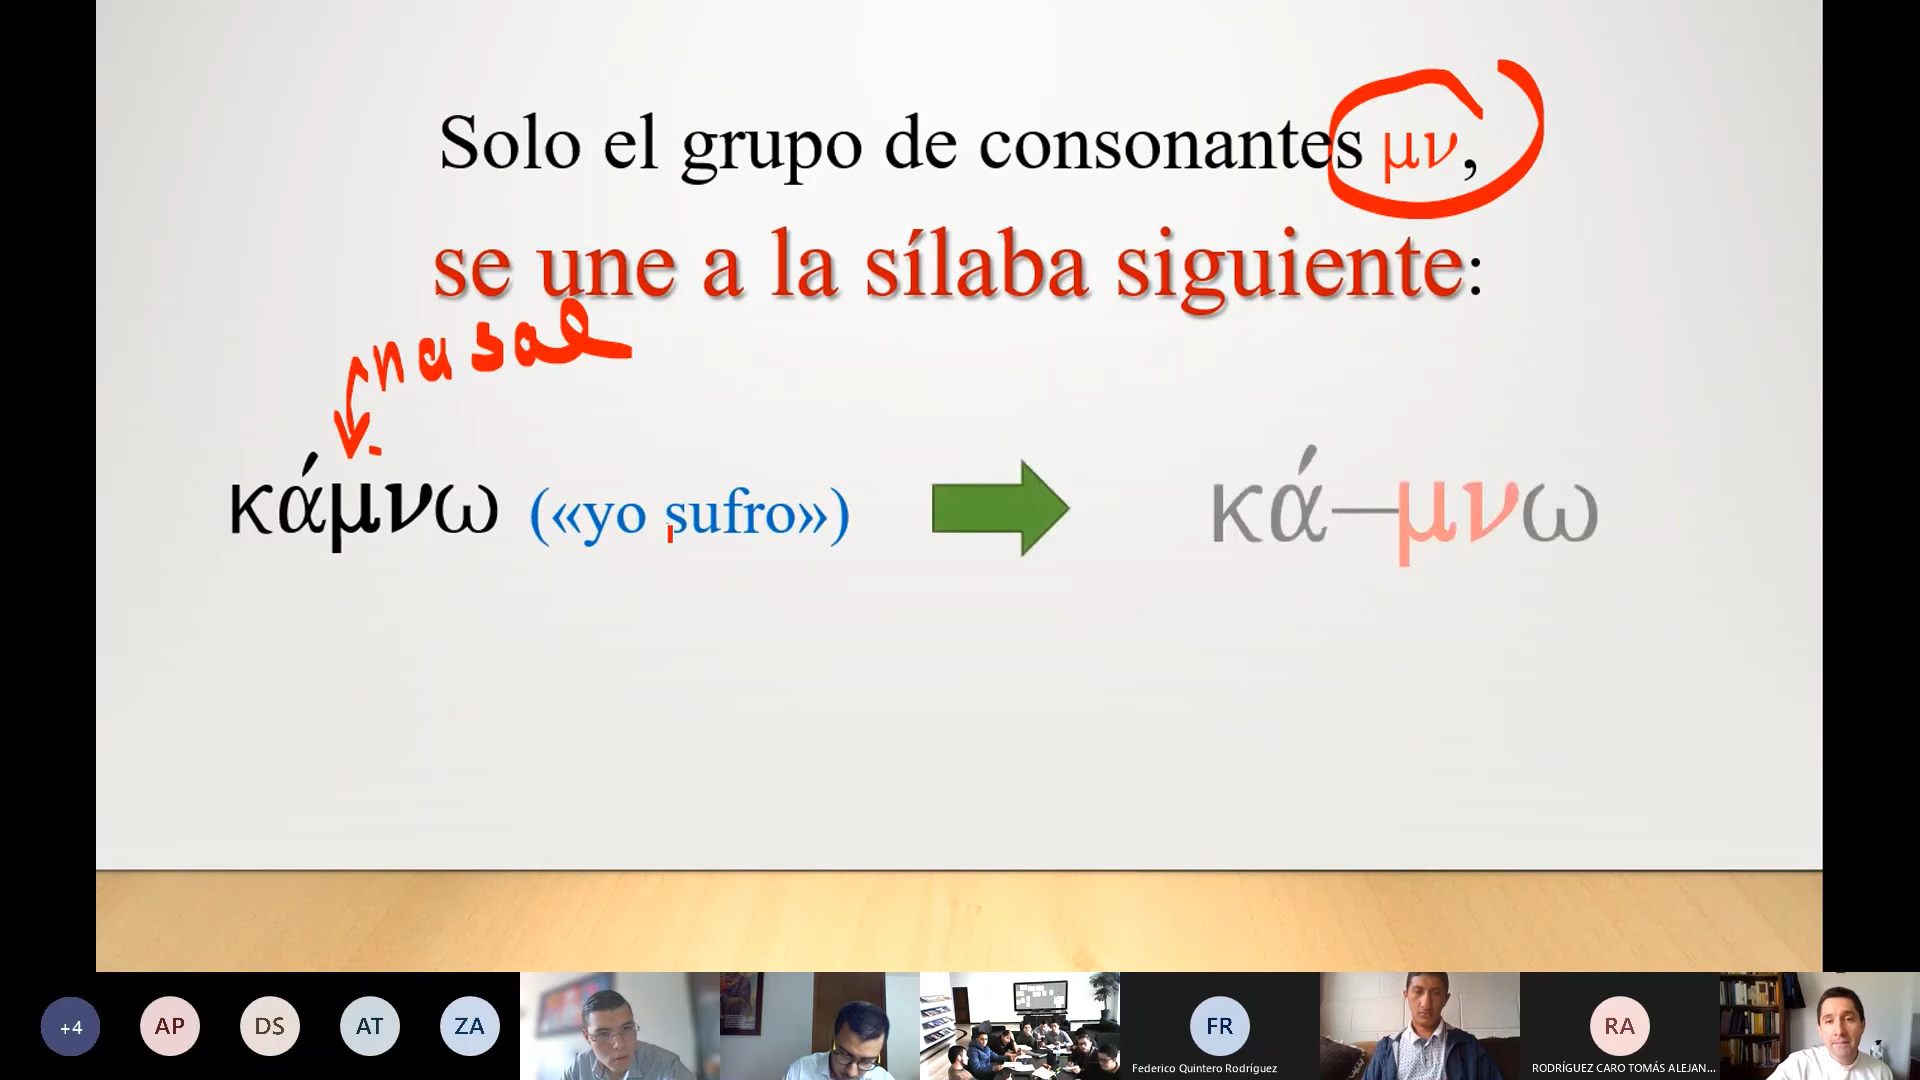 Solo el grupo de consonantes μν,
se une a la sílaba siguiente:
nasal
κάμνω («yo sufro») κά–μνω
+4 AP DS AT ZA FR RA
Federico Quintero Rodríguez RODRÍGUEZ CARO TOMÁS ALEJAN...